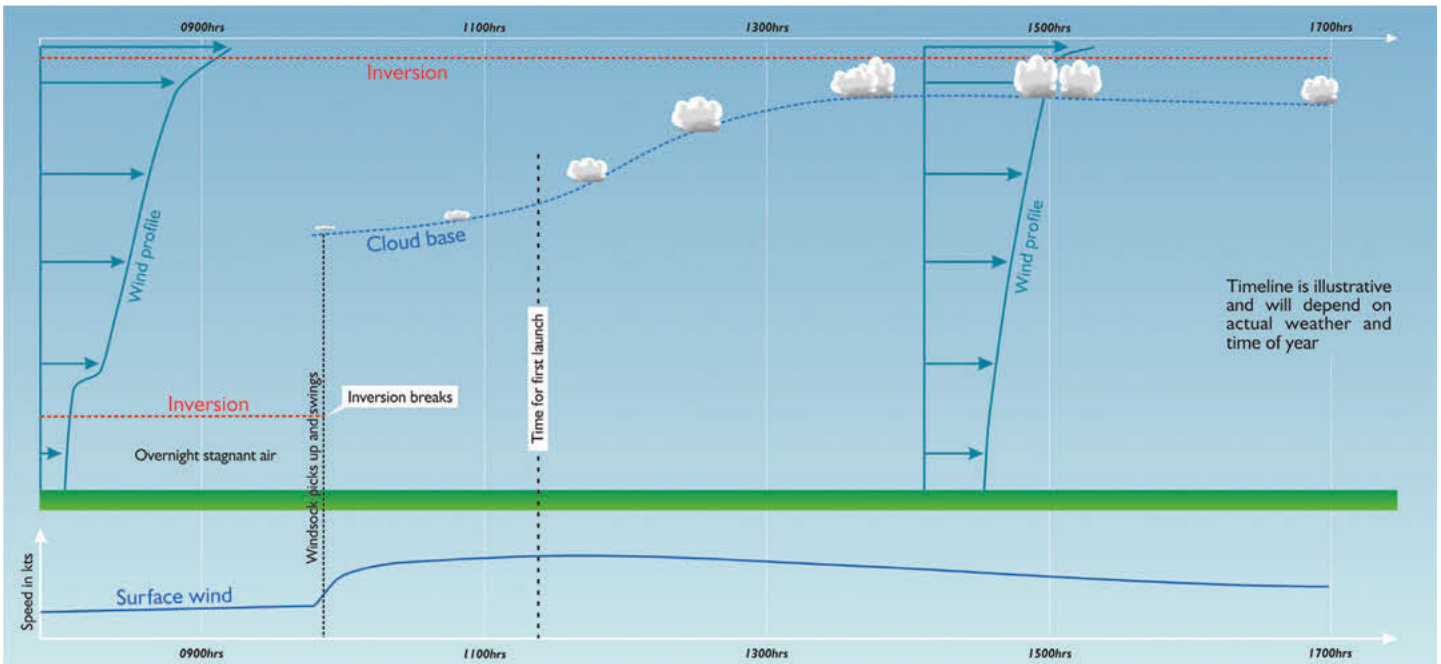 0900hrs
1100hrs
1300hrs
1500hrs
1700hrs
Inversion
Wind profile
Cloud base
Wind profile
Timeline is illustrative
and will depend on
actual weather and
time of year
Inversion
Inversion breaks
Overnight stagnant air
Windsock picks up and swings
Time for first launch
Speed in kts
Surface wind
0900hrs
1100hrs
1300hrs
1500hrs
1700hrs